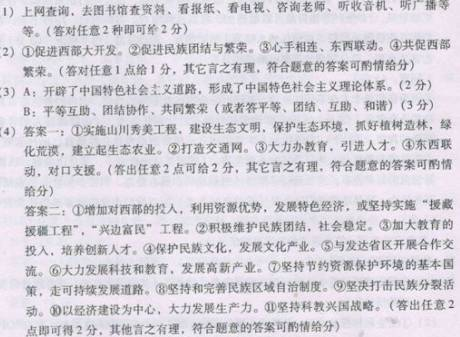 1) 上网查询，去图书馆查资料、看报纸、看电视、咨询老师、听收音机、听广播等
等。（答对任意2种即可给2分）
(2) ①促进西部大开发。②促进民族团结与繁荣。③心手相连、东西联动。④共促西部
繁荣。（答对任意1点给1分，其它言之有理，符合题意的答案可酌情给分）
(3) A：开辟了中国特色社会主义道路，形成了中国特色社会主义理论体系。（2分）
B：平等互助、团结协作、共同繁荣（或者答平等、团结、互助、和谐）（3分）
(4) 答案一：①实施山川秀美工程，建设生态文明，保护生态环境，抓好植树造林，绿
化荒漠，建立起生态农业。②打造交通网。③大力办教育，引进人才。④东西联
动，对口支援。（答出任意2点可给2分，其它言之有理，符合题意的答案可酌情
给分）
答案二：①增加对西部的投入，利用资源优势，发展特色经济，或坚持实施“援藏
援疆工程”，“兴边富民”工程。②积极维护民族团结，社会稳定。③加大教育的
投入，培养创新人才。④保护民族文化，发展文化产业。⑤与发达省区开展合作交
流。⑥大力发展科技和教育，发展高新产业。⑦坚持节约资源保护环境的基本国
策，走可持续发展道路。⑧坚持和完善民族区域自治制度。⑨坚决打击民族分裂活
动。⑩以经济建设为中心，大力发展生产力。⑪坚持科教兴国战略。（答出任意2
点即可得2分，其他言之有理，符合题意的答案可酌情给分）